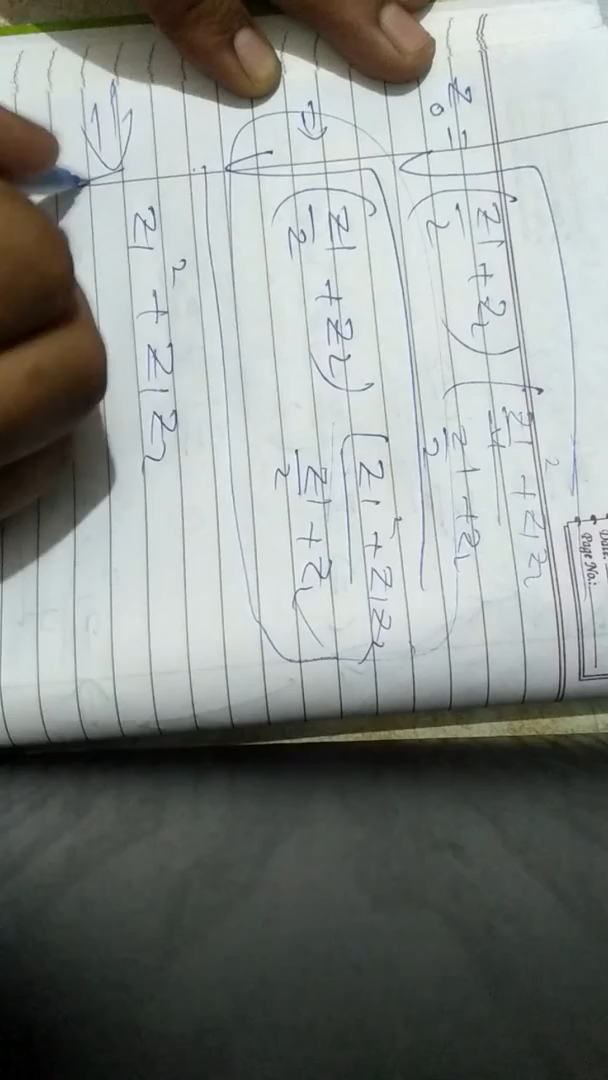 Page No.:
Z0 =
√(Z1/2 + Z2) (Z1²/4 + Z1Z2) / Z1/2 + Z2
⇒ √(Z1/2 + Z2) (Z1² + Z1Z2) / Z1/2 + Z2
⇒ √Z1² + Z1Z2